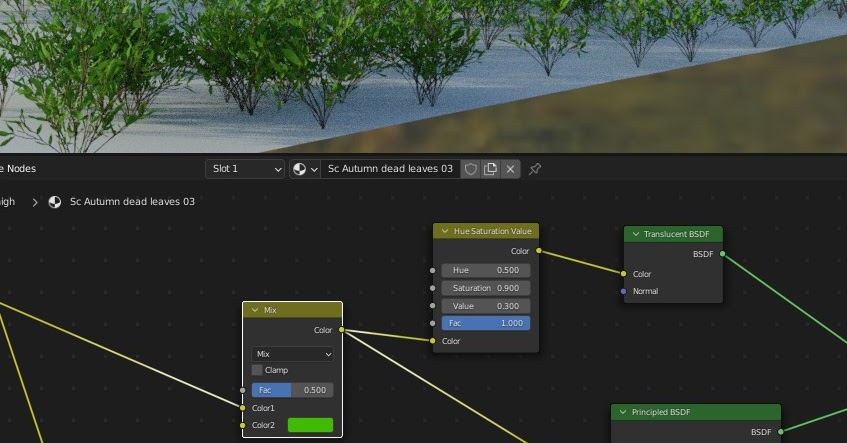 e Nodes
Slot 1
Sc Autumn dead leaves 03
igh
Sc Autumn dead leaves 03
Hue Saturation Value
Color
Hue 0.500
Saturation 0.900
Value 0.300
Fac 1.000
Color
Translucent BSDF
BSDF
Color
Normal
Mix
Color
Mix
Clamp
Fac 0.500
Color1
Color2
Principled BSDF
BSDF